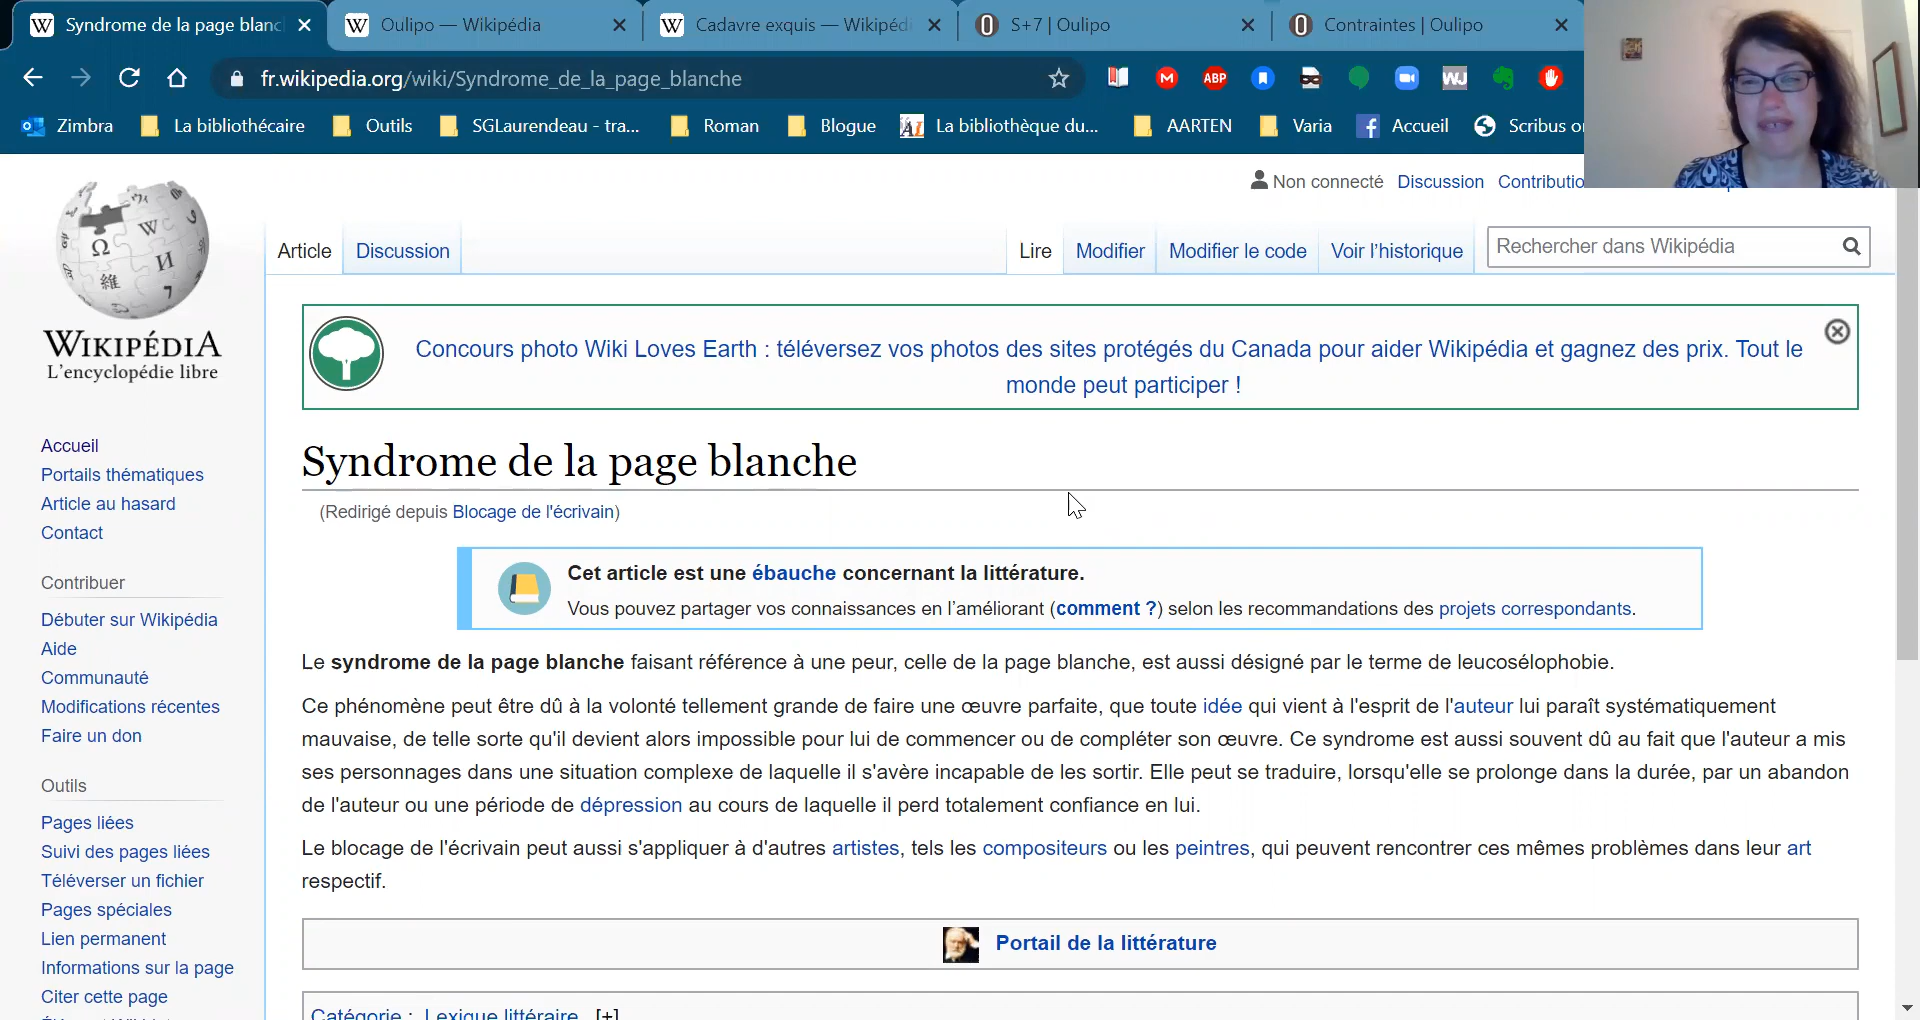 Syndrome de la page blanc
Oulipo — Wikipédia
Cadavre exquis — Wikipédi
S+7 | Oulipo
Contraintes | Oulipo
fr.wikipedia.org/wiki/Syndrome_de_la_page_blanche
ABP
WJ
Zimbra
La bibliothécaire
Outils
SGLaurendeau - tra...
Roman
Blogue
La bibliothèque du...
AARTEN
Varia
Accueil
Scribus
Non connecté
Discussion
Contributio
Article
Discussion
Lire
Modifier
Modifier le code
Voir l'historique
Rechercher dans Wikipédia
WIKIPÉDIA
L'encyclopédie libre
Concours photo Wiki Loves Earth : téléversez vos photos des sites protégés du Canada pour aider Wikipédia et gagnez des prix. Tout le
monde peut participer !
Syndrome de la page blanche
(Redirigé depuis Blocage de l'écrivain)
Cet article est une ébauche concernant la littérature.
Vous pouvez partager vos connaissances en l'améliorant (comment ?) selon les recommandations des projets correspondants.
Le syndrome de la page blanche faisant référence à une peur, celle de la page blanche, est aussi désigné par le terme de leucosélophobie.
Ce phénomène peut être dû à la volonté tellement grande de faire une œuvre parfaite, que toute idée qui vient à l'esprit de l'auteur lui paraît systématiquement
mauvaise, de telle sorte qu'il devient alors impossible pour lui de commencer ou de compléter son œuvre. Ce syndrome est aussi souvent dû au fait que l'auteur a mis
ses personnages dans une situation complexe de laquelle il s'avère incapable de les sortir. Elle peut se traduire, lorsqu'elle se prolonge dans la durée, par un abandon
de l'auteur ou une période de dépression au cours de laquelle il perd totalement confiance en lui.
Le blocage de l'écrivain peut aussi s'appliquer à d'autres artistes, tels les compositeurs ou les peintres, qui peuvent rencontrer ces mêmes problèmes dans leur art
respectif.
Portail de la littérature
Catégorie : Lexique littéraire [+]
Accueil
Portails thématiques
Article au hasard
Contact
Contribuer
Débuter sur Wikipédia
Aide
Communauté
Modifications récentes
Faire un don
Outils
Pages liées
Suivi des pages liées
Téléverser un fichier
Pages spéciales
Lien permanent
Informations sur la page
Citer cette page